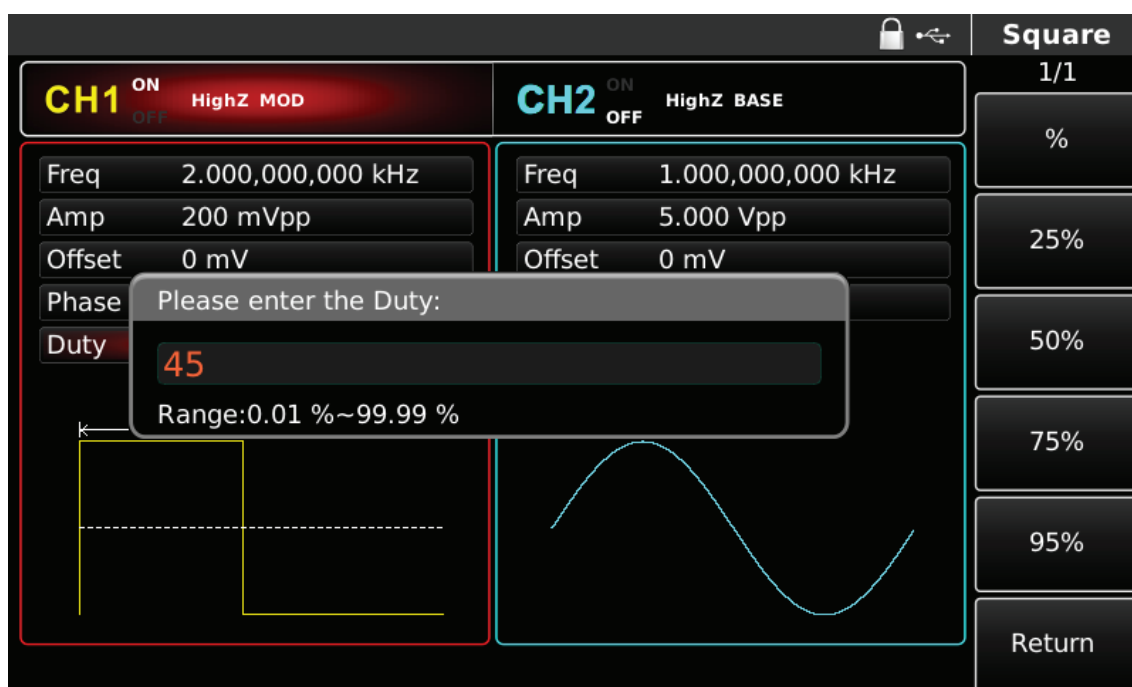 Square
1/1
CH1 ON OFF HighZ MOD
CH2 ON OFF HighZ BASE
Freq 2.000,000,000 kHz
Amp 200 mVpp
Offset 0 mV
Phase
Duty
Freq 1.000,000,000 kHz
Amp 5.000 Vpp
Offset 0 mV
Please enter the Duty:
45
Range:0.01 %~99.99 %
%
25%
50%
75%
95%
Return